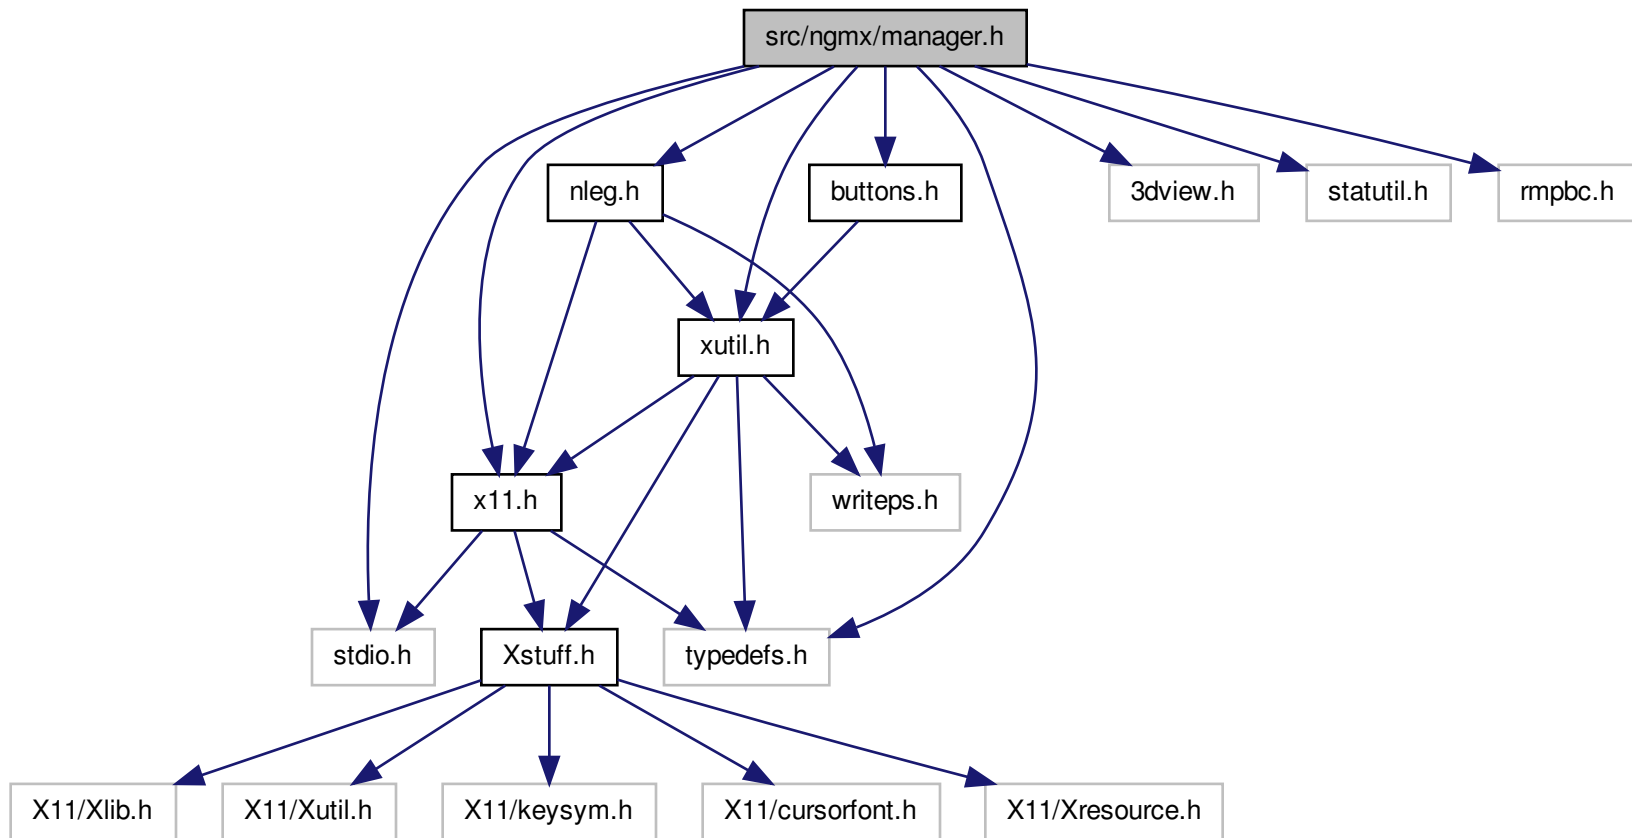 src/ngmx/manager.h
nleg.h
buttons.h
3dview.h
statutil.h
rmpbc.h
xutil.h
x11.h
writeps.h
stdio.h
Xstuff.h
typedefs.h
X11/Xlib.h
X11/Xutil.h
X11/keysym.h
X11/cursorfont.h
X11/Xresource.h